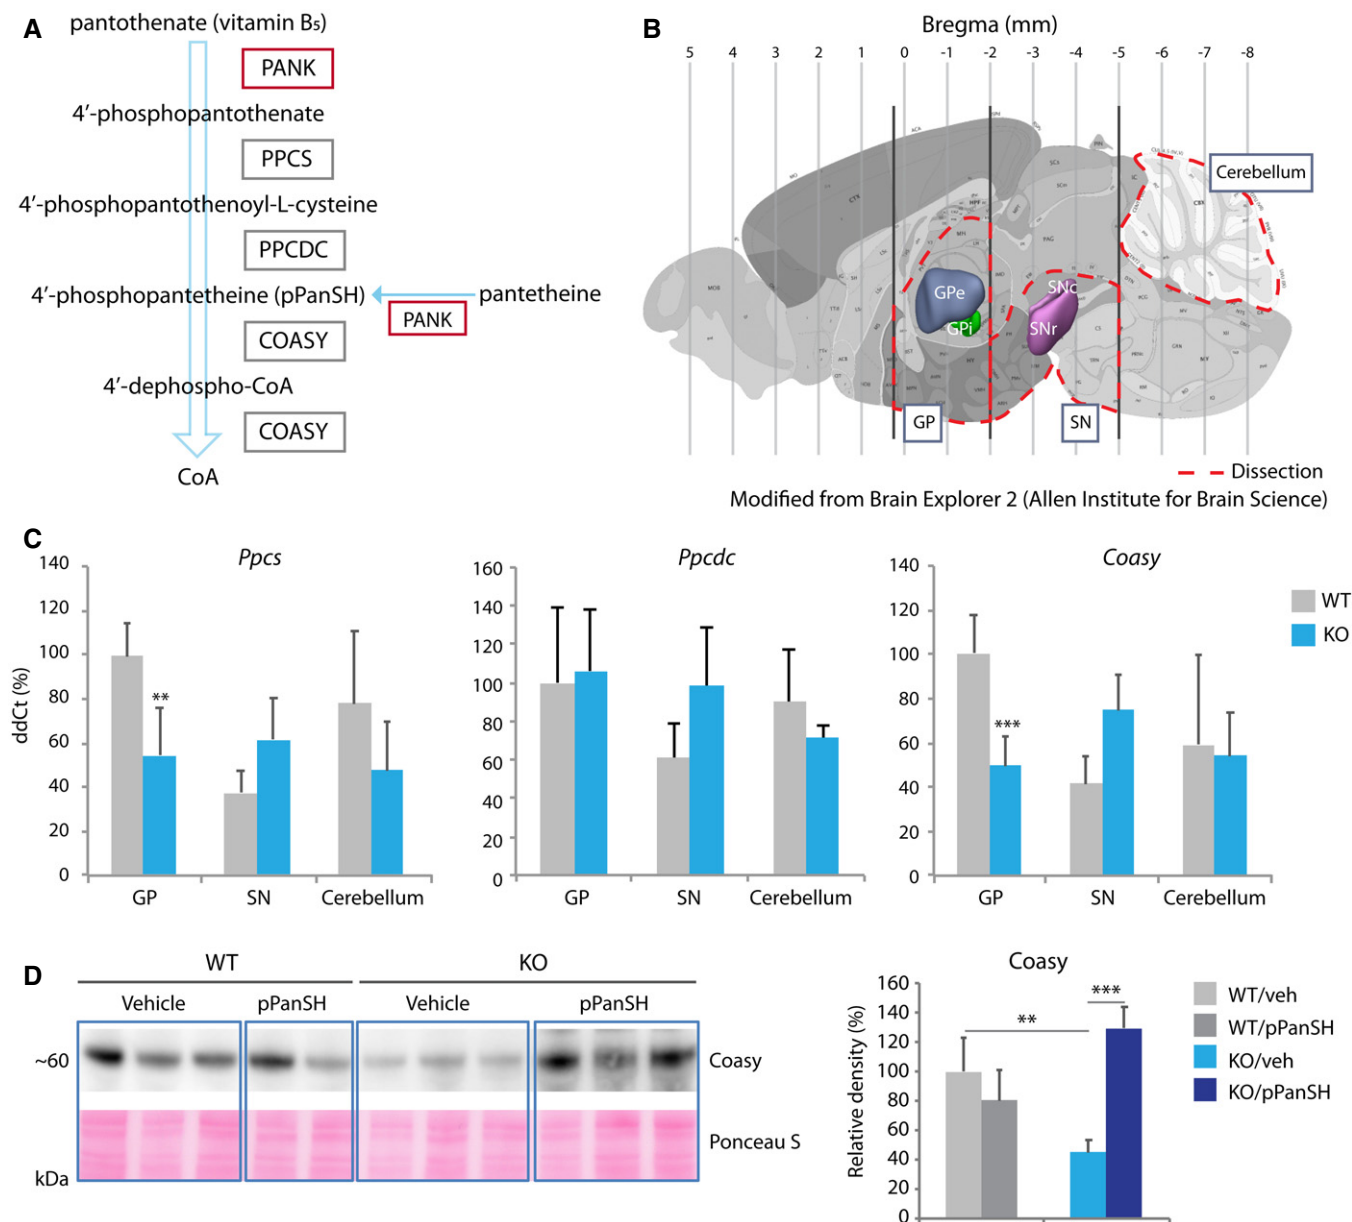 A
pantothenate (vitamin B5)
PANK
4′-phosphopantothenate
PPCS
4′-phosphopantothenoyl-L-cysteine
PPCDC
4′-phosphopantetheine (pPanSH)
pantetheine
PANK
COASY
4′-dephospho-CoA
COASY
CoA
B
Bregma (mm)
5 4 3 2 1 0 -1 -2 -3 -4 -5 -6 -7 -8
Cerebellum
GPe
GPi
SNc
SNr
GP
SN
Dissection
Modified from Brain Explorer 2 (Allen Institute for Brain Science)
C
Ppcs
ddCt (%)
140
120
100
80
60
40
20
0
**
GP SN Cerebellum
Ppcdc
160
140
120
100
80
60
40
20
0
GP SN Cerebellum
Coasy
140
120
100
80
60
40
20
0
***
GP SN Cerebellum
WT
KO
D
WT KO
Vehicle pPanSH Vehicle pPanSH
~60
Coasy
Ponceau S
kDa
Coasy
Relative density (%)
160
140
120
100
80
60
40
20
0
**
***
WT/veh
WT/pPanSH
KO/veh
KO/pPanSH